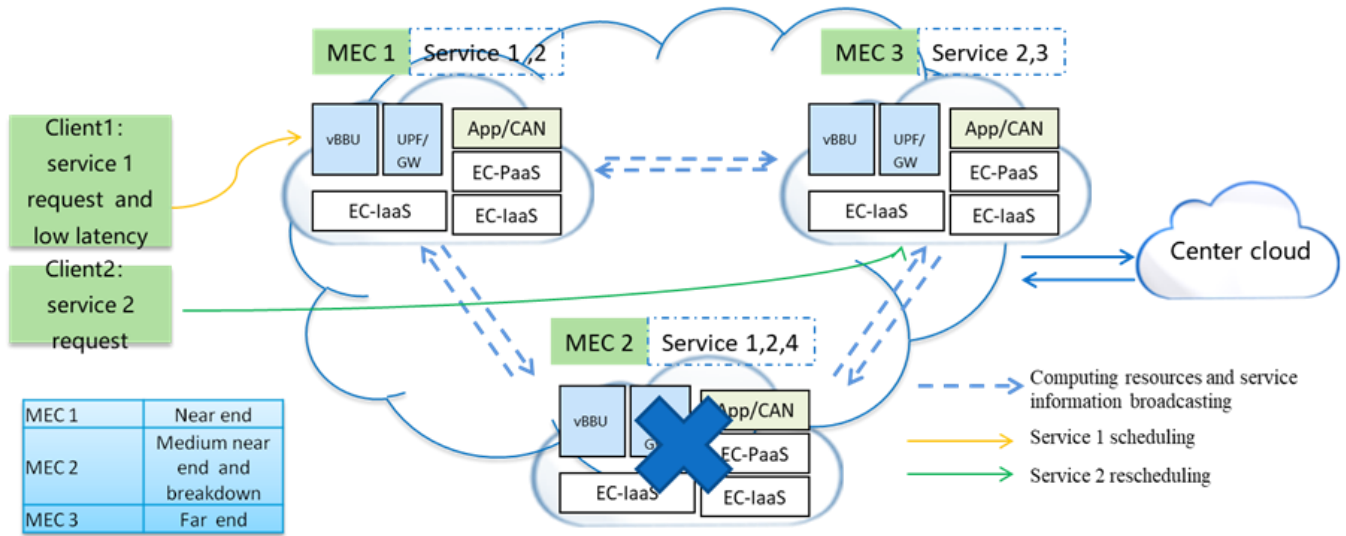 MEC 1
Service 1 ,2
MEC 3
Service 2,3
Client1:
service 1
request and
low latency
vBBU
UPF/
GW
App/CAN
EC-PaaS
EC-IaaS
EC-IaaS
vBBU
UPF/
GW
App/CAN
EC-PaaS
EC-IaaS
EC-IaaS
Center cloud
Client2:
service 2
request
MEC 2
Service 1,2,4
vBBU
App/CAN
EC-PaaS
EC-IaaS
EC-IaaS
MEC 1 Near end
MEC 2 Medium near
end and
breakdown
MEC 3 Far end
Computing resources and service
information broadcasting
Service 1 scheduling
Service 2 rescheduling